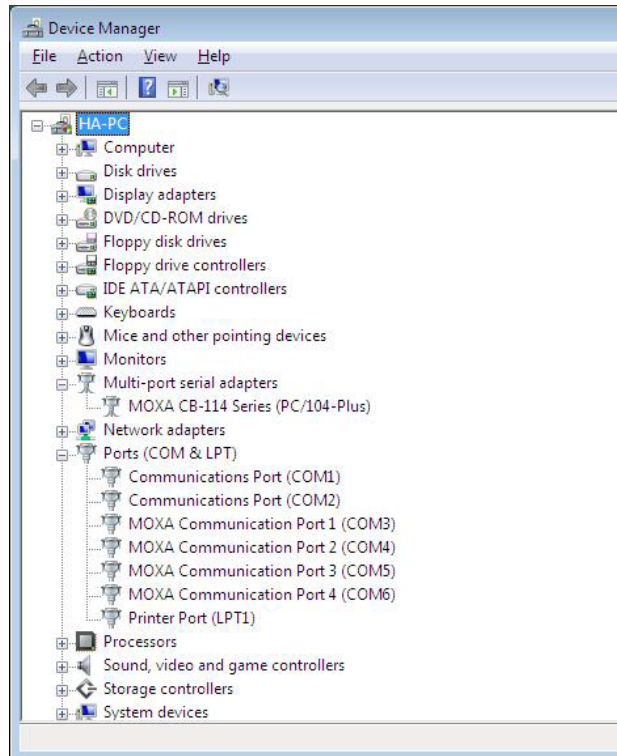 Device Manager
File Action View Help
HA-PC
Computer
Disk drives
Display adapters
DVD/CD-ROM drives
Floppy disk drives
Floppy drive controllers
IDE ATA/ATAPI controllers
Keyboards
Mice and other pointing devices
Monitors
Multi-port serial adapters
MOXA CB-114 Series (PC/104-Plus)
Network adapters
Ports (COM & LPT)
Communications Port (COM1)
Communications Port (COM2)
MOXA Communication Port 1 (COM3)
MOXA Communication Port 2 (COM4)
MOXA Communication Port 3 (COM5)
MOXA Communication Port 4 (COM6)
Printer Port (LPT1)
Processors
Sound, video and game controllers
Storage controllers
System devices